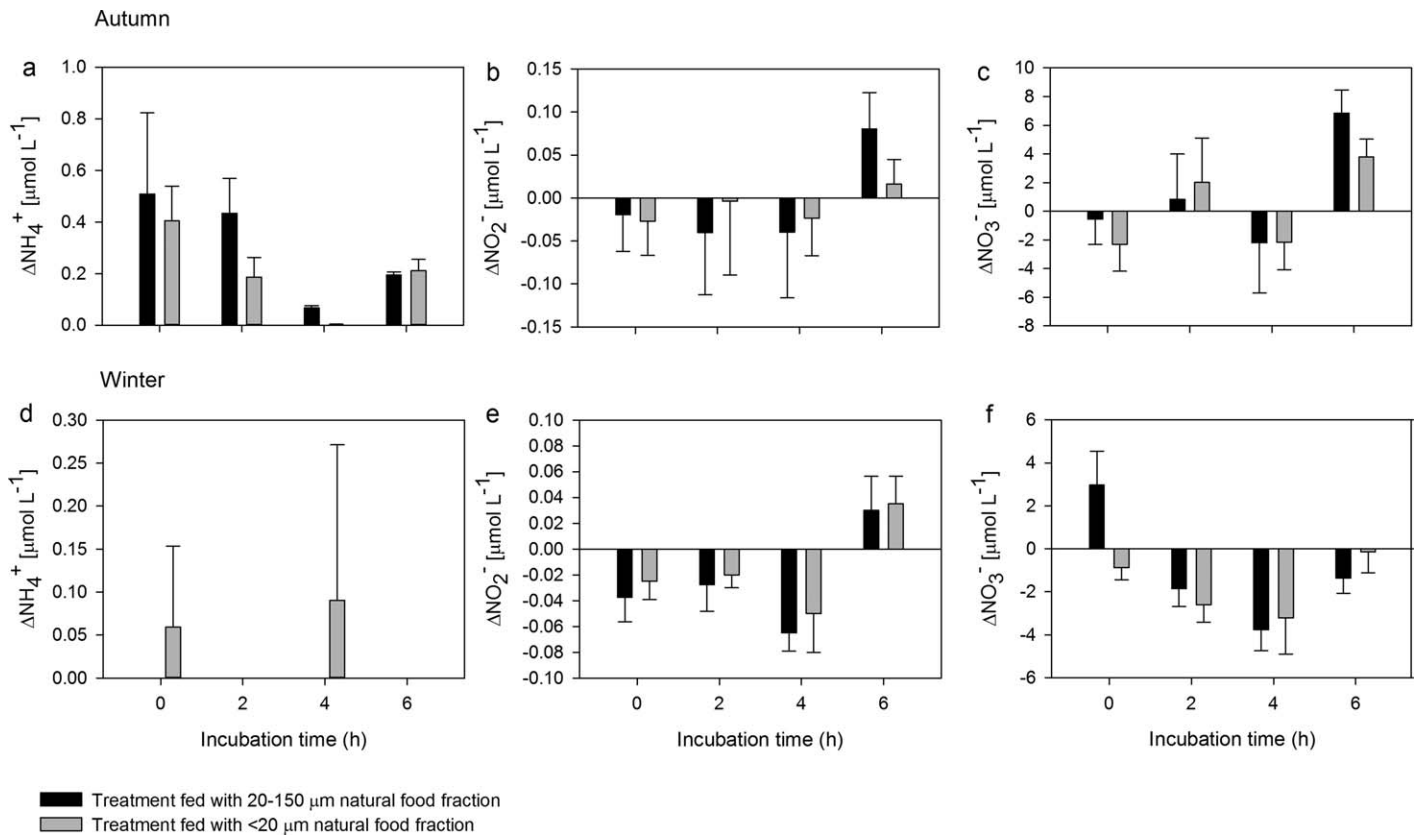 Autumn
a
ΔNH₄⁺ [μmol L⁻¹]
1.0
0.8
0.6
0.4
0.2
0.0
b
ΔNO₂⁻ [μmol L⁻¹]
0.15
0.10
0.05
0.00
-0.05
-0.10
-0.15
c
ΔNO₃⁻ [μmol L⁻¹]
10
8
6
4
2
0
-2
-4
-6
-8
Winter
d
ΔNH₄⁺ [μmol L⁻¹]
0.30
0.25
0.20
0.15
0.10
0.05
0.00
0 2 4 6
Incubation time (h)
e
ΔNO₂⁻ [μmol L⁻¹]
0.10
0.08
0.06
0.04
0.02
0.00
-0.02
-0.04
-0.06
-0.08
-0.10
0 2 4 6
Incubation time (h)
f
ΔNO₃⁻ [μmol L⁻¹]
6
4
2
0
-2
-4
-6
0 2 4 6
Incubation time (h)
Treatment fed with 20-150 μm natural food fraction
Treatment fed with <20 μm natural food fraction